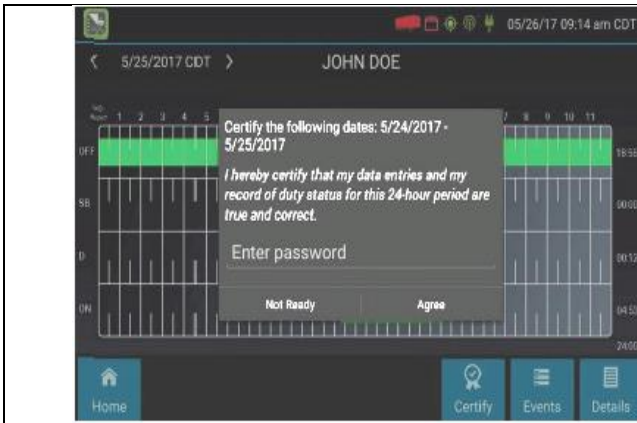 05/26/17 09:14 am CDT
5/25/2017 CDT
JOHN DOE
1 2 3 4 5 7 8 9 10 11
Certify the following dates: 5/24/2017 -
5/25/2017
I hereby certify that my data entries and my
record of duty status for this 24-hour period are
true and correct.
Enter password
Not Ready Agree
OFF
SB
D
ON
24:00
Home Certify Events Details